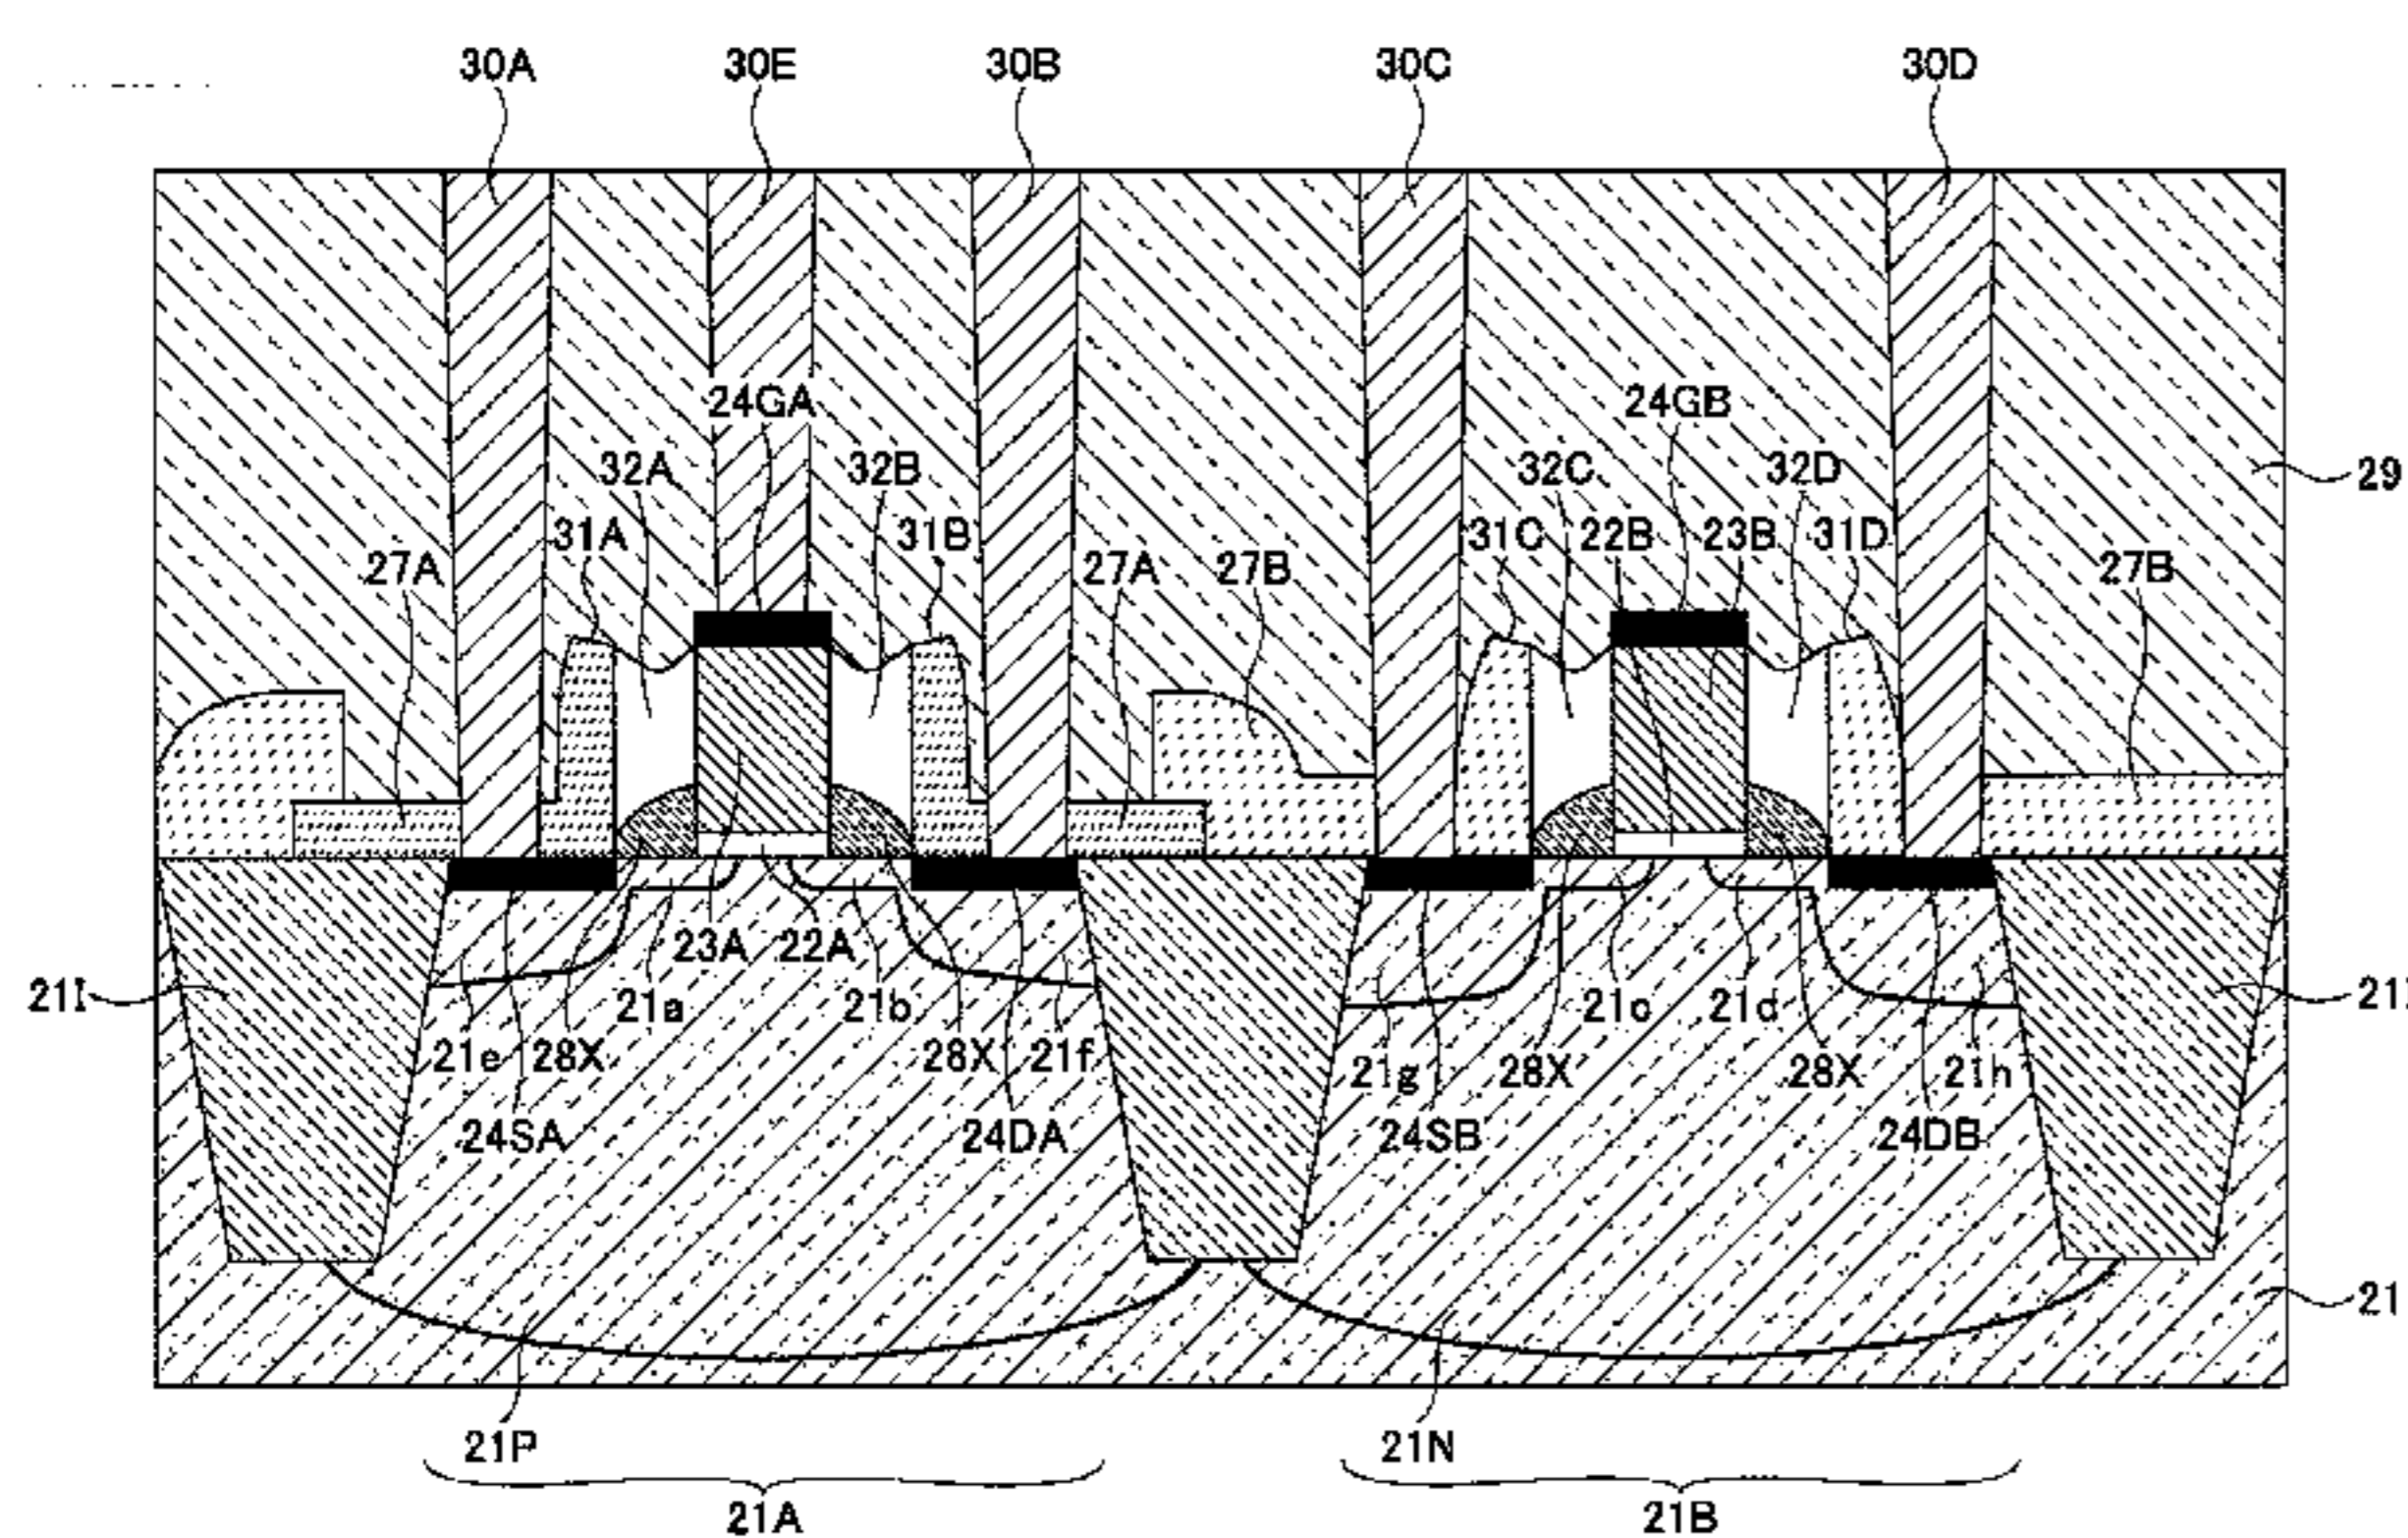 30A 30E 30B 30C 30D
24GA 24GB
32A 32B 32C 32D 29
31A 31B 31C 22B 23B 31D
27A 27A 27B 27B
23A 22A
21I 21a 21b 21c 21d
21e 28X 28X 21f 21g 28X 28X 21h
24SA 24DA 24SB 24DB
21
21P 21N
21A 21B